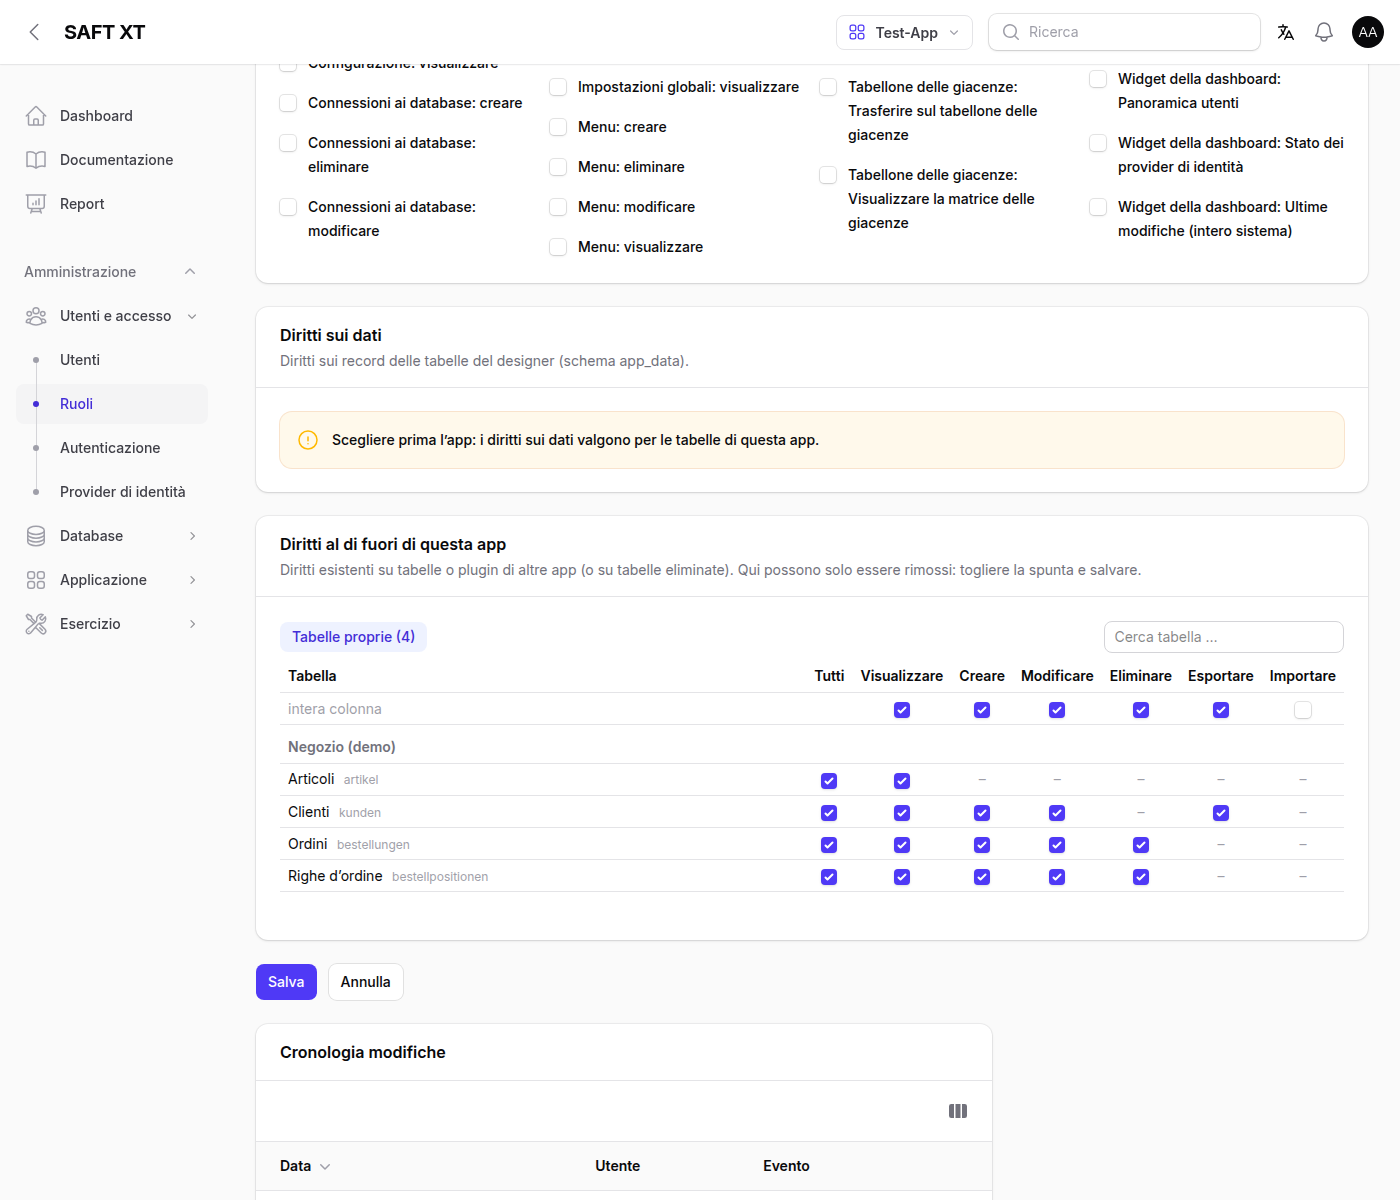 SAFT XT
Test-App
Ricerca
AA
Dashboard
Documentazione
Report
Amministrazione
Utenti e accesso
Utenti
Ruoli
Autenticazione
Provider di identità
Database
Applicazione
Esercizio
Configurazione: visualizzare
Connessioni ai database: creare
Connessioni ai database:
eliminare
Connessioni ai database:
modificare
Impostazioni globali: visualizzare
Menu: creare
Menu: eliminare
Menu: modificare
Menu: visualizzare
Tabellone delle giacenze:
Trasferire sul tabellone delle
giacenze
Tabellone delle giacenze:
Visualizzare la matrice delle
giacenze
Widget della dashboard:
Panoramica utenti
Widget della dashboard: Stato dei
provider di identità
Widget della dashboard: Ultime
modifiche (intero sistema)
Diritti sui dati
Diritti sui record delle tabelle del designer (schema app_data).
Scegliere prima l’app: i diritti sui dati valgono per le tabelle di questa app.
Diritti al di fuori di questa app
Diritti esistenti su tabelle o plugin di altre app (o su tabelle eliminate). Qui possono solo essere rimossi: togliere la spunta e salvare.
Tabelle proprie (4)
Cerca tabella ...
Tabella Tutti Visualizzare Creare Modificare Eliminare Esportare Importare
intera colonna
Negozio (demo)
Articoli artikel – – – – –
Clienti kunden – –
Ordini bestellungen – –
Righe d’ordine bestellpositionen – –
Salva
Annulla
Cronologia modifiche
Data Utente Evento